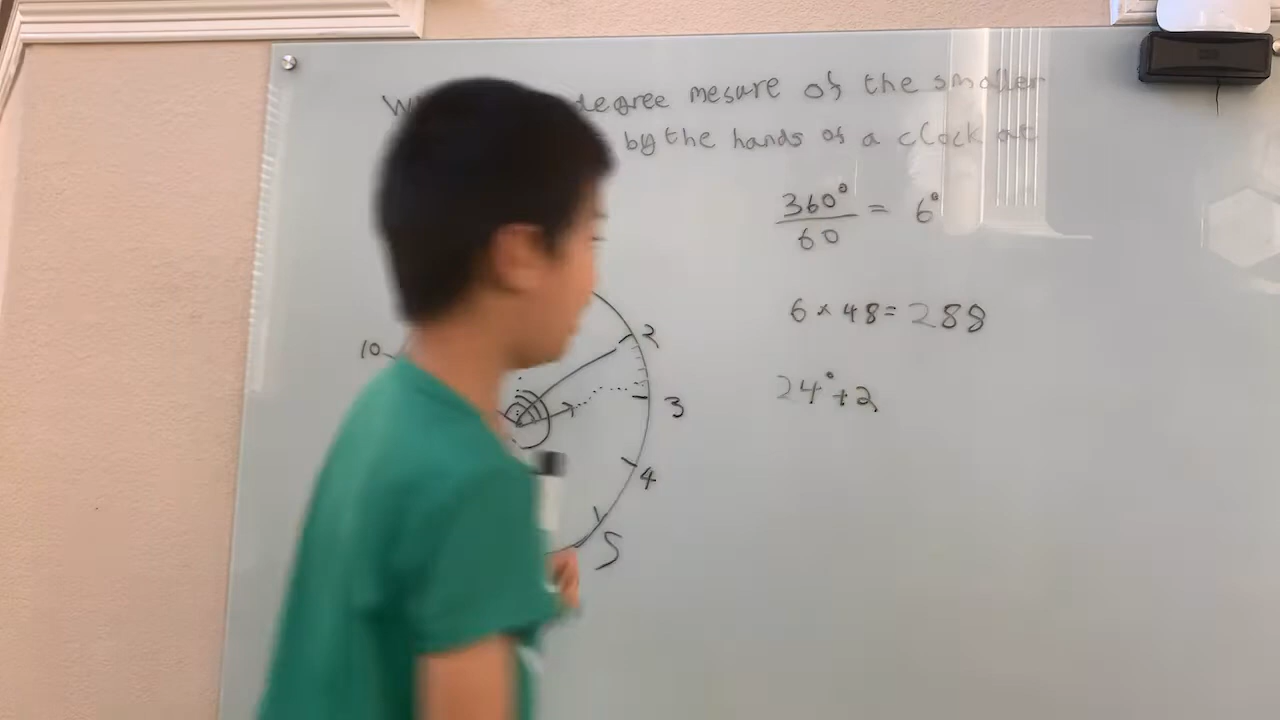 degree mesure of the smaller
by the hands of a clock at
360° / 60 = 6°
6 × 48 = 288
24° + 2
10
2
3
4
5